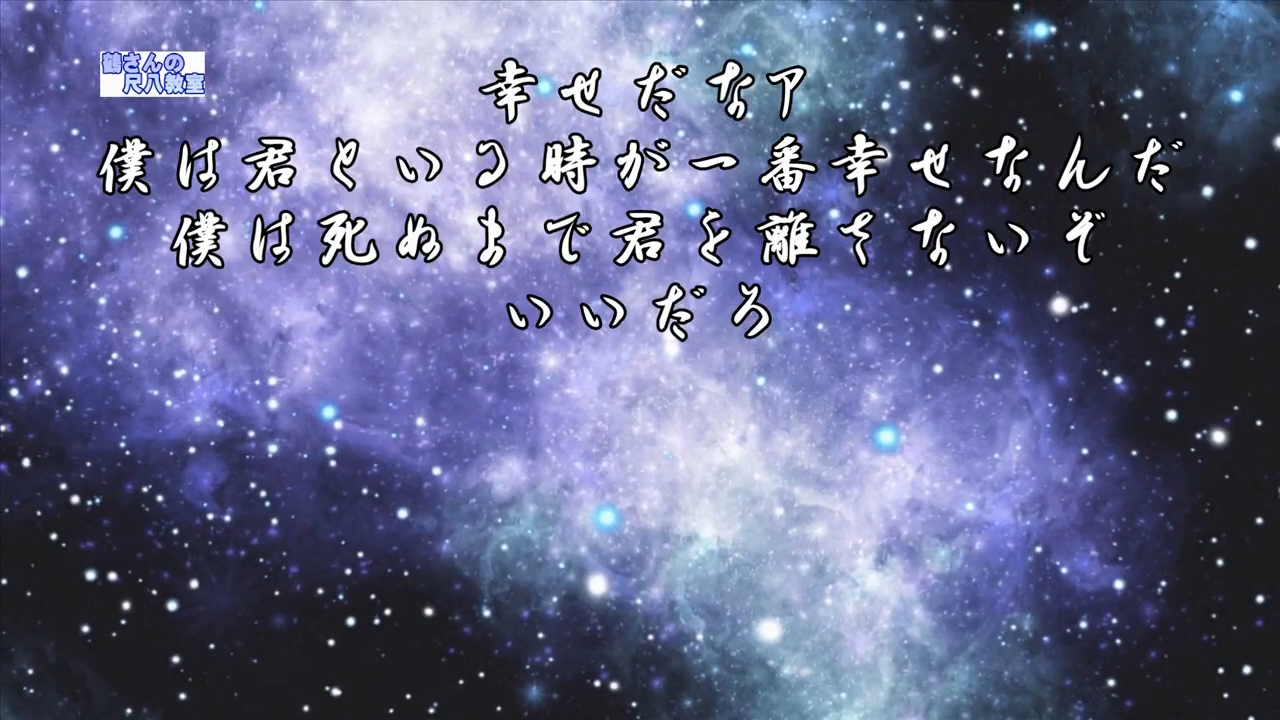 鶴さんの
尺八教室
幸せだなア
僕は君といる時が一番幸せなんだ
僕は死ぬまで君を離さないぞ
いいだろ